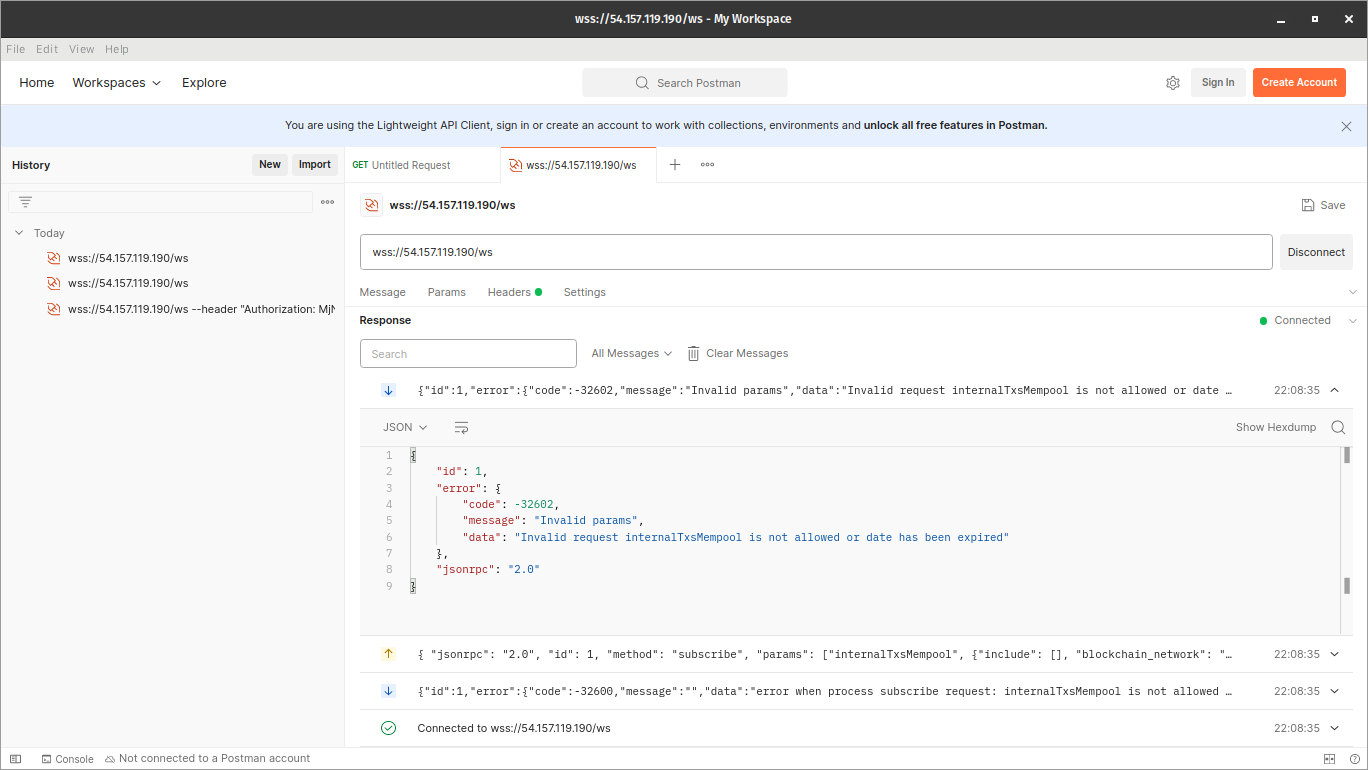 wss://54.157.119.190/ws - My Workspace
File Edit View Help
Home Workspaces Explore Search Postman Sign In Create Account
You are using the Lightweight API Client, sign in or create an account to work with collections, environments and unlock all free features in Postman.
History New Import
Today
wss://54.157.119.190/ws
wss://54.157.119.190/ws
wss://54.157.119.190/ws --header "Authorization: MjN
GET Untitled Request wss://54.157.119.190/ws
wss://54.157.119.190/ws Save
wss://54.157.119.190/ws Disconnect
Message Params Headers Settings
Response Connected
Search All Messages Clear Messages
{"id":1,"error":{"code":-32602,"message":"Invalid params","data":"Invalid request internalTxsMempool is not allowed or date … 22:08:35
JSON Show Hexdump
1 {
2 "id": 1,
3 "error": {
4 "code": -32602,
5 "message": "Invalid params",
6 "data": "Invalid request internalTxsMempool is not allowed or date has been expired"
7 },
8 "jsonrpc": "2.0"
9 }
{ "jsonrpc": "2.0", "id": 1, "method": "subscribe", "params": ["internalTxsMempool", {"include": [], "blockchain_network": "… 22:08:35
{"id":1,"error":{"code":-32600,"message":"","data":"error when process subscribe request: internalTxsMempool is not allowed … 22:08:35
Connected to wss://54.157.119.190/ws 22:08:35
Console Not connected to a Postman account